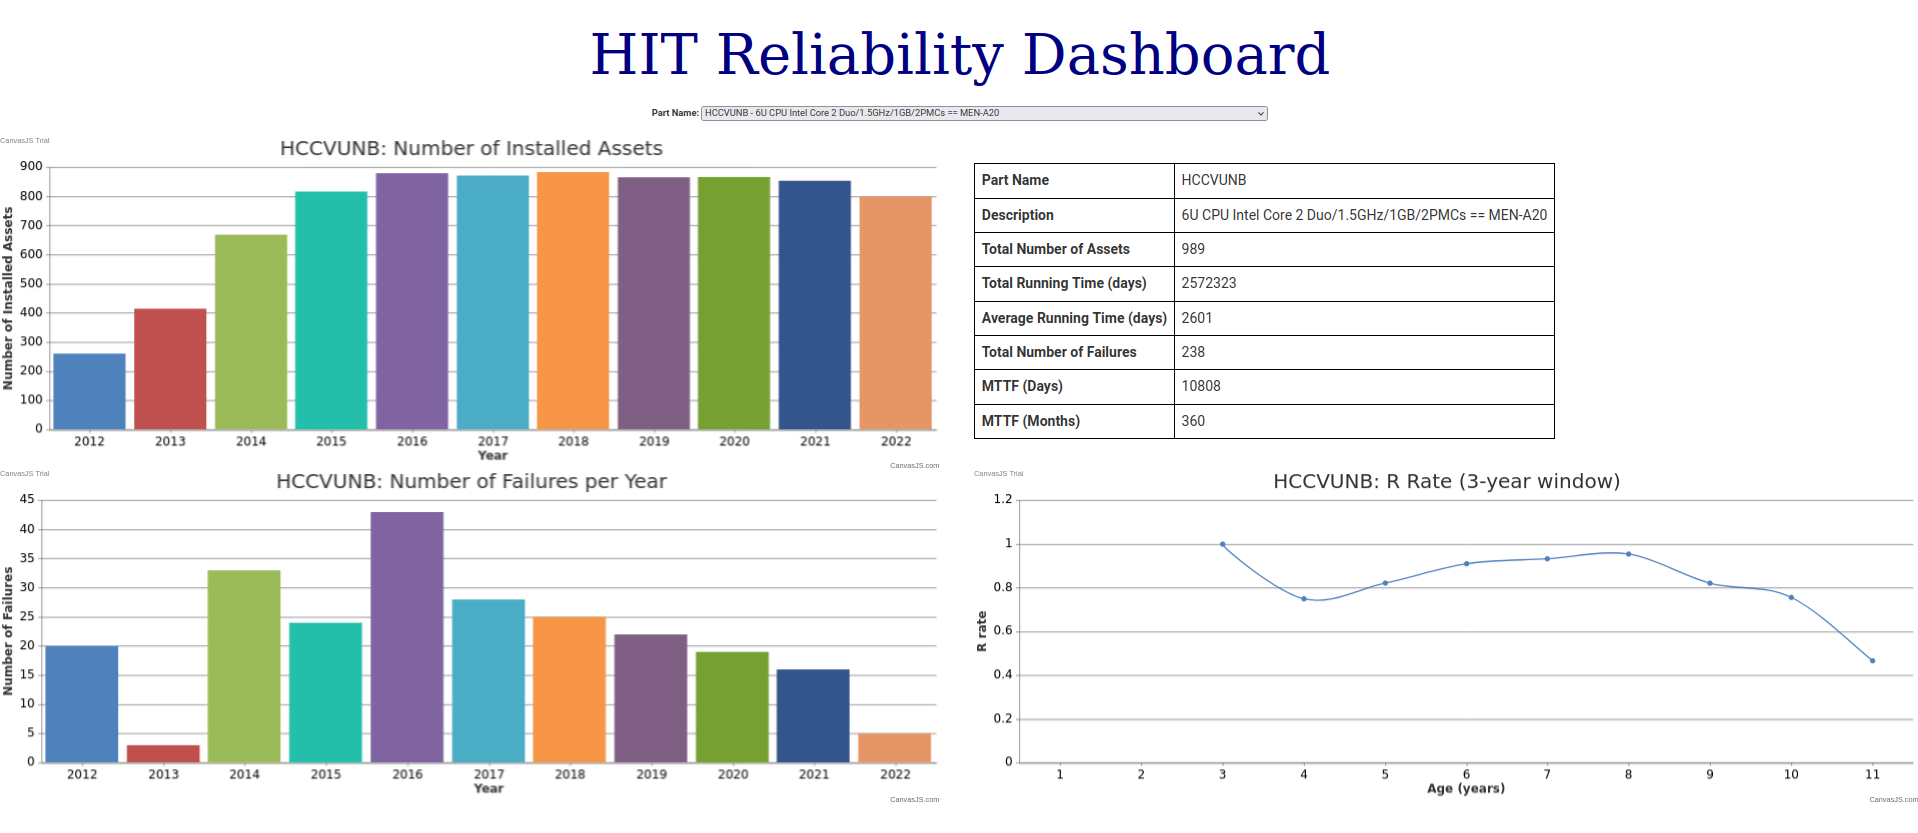 HIT Reliability Dashboard
Part Name: HCCVUNB - 6U CPU Intel Core 2 Duo/1.5GHz/1GB/2PMCs == MEN-A20
CanvasJS Trial
HCCVUNB: Number of Installed Assets
Number of Installed Assets
900
800
700
600
500
400
300
200
100
0
2012 2013 2014 2015 2016 2017 2018 2019 2020 2021 2022
Year
CanvasJS.com
Part Name HCCVUNB
Description 6U CPU Intel Core 2 Duo/1.5GHz/1GB/2PMCs == MEN-A20
Total Number of Assets 989
Total Running Time (days) 2572323
Average Running Time (days) 2601
Total Number of Failures 238
MTTF (Days) 10808
MTTF (Months) 360
CanvasJS Trial
HCCVUNB: Number of Failures per Year
Number of Failures
45
40
35
30
25
20
15
10
5
0
2012 2013 2014 2015 2016 2017 2018 2019 2020 2021 2022
Year
CanvasJS.com
CanvasJS Trial
HCCVUNB: R Rate (3-year window)
R rate
1.2
1
0.8
0.6
0.4
0.2
0
1 2 3 4 5 6 7 8 9 10 11
Age (years)
CanvasJS.com